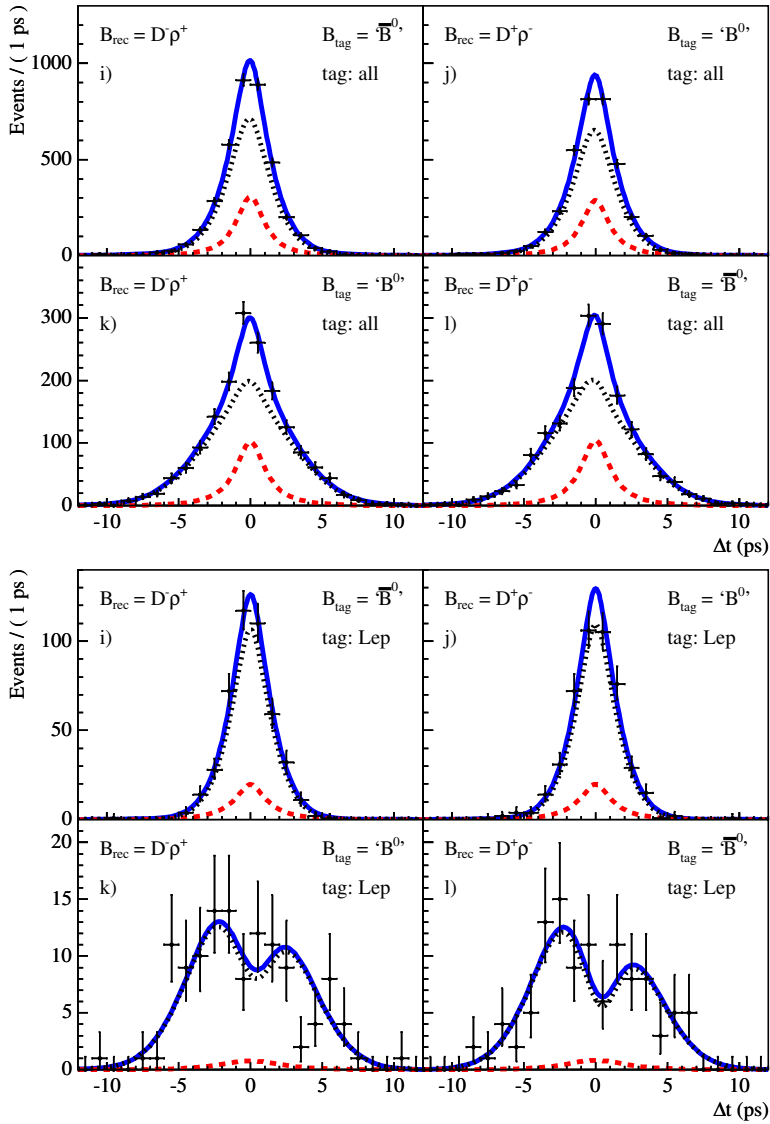 Events / ( 1 ps )
B_rec = D⁻ρ⁺ B_tag = ‘B̅⁰’
i) tag: all
B_rec = D⁺ρ⁻ B_tag = ‘B⁰’
j) tag: all
1000
500
0
B_rec = D⁻ρ⁺ B_tag = ‘B⁰’
k) tag: all
B_rec = D⁺ρ⁻ B_tag = ‘B̅⁰’
l) tag: all
300
200
100
0
-10 -5 0 5 10 -10 -5 0 5 10
Δt (ps)
Events / ( 1 ps )
B_rec = D⁻ρ⁺ B_tag = ‘B̅⁰’
i) tag: Lep
B_rec = D⁺ρ⁻ B_tag = ‘B⁰’
j) tag: Lep
100
50
0
B_rec = D⁻ρ⁺ B_tag = ‘B⁰’
k) tag: Lep
B_rec = D⁺ρ⁻ B_tag = ‘B̅⁰’
l) tag: Lep
20
15
10
5
0
-10 -5 0 5 10 -10 -5 0 5 10
Δt (ps)